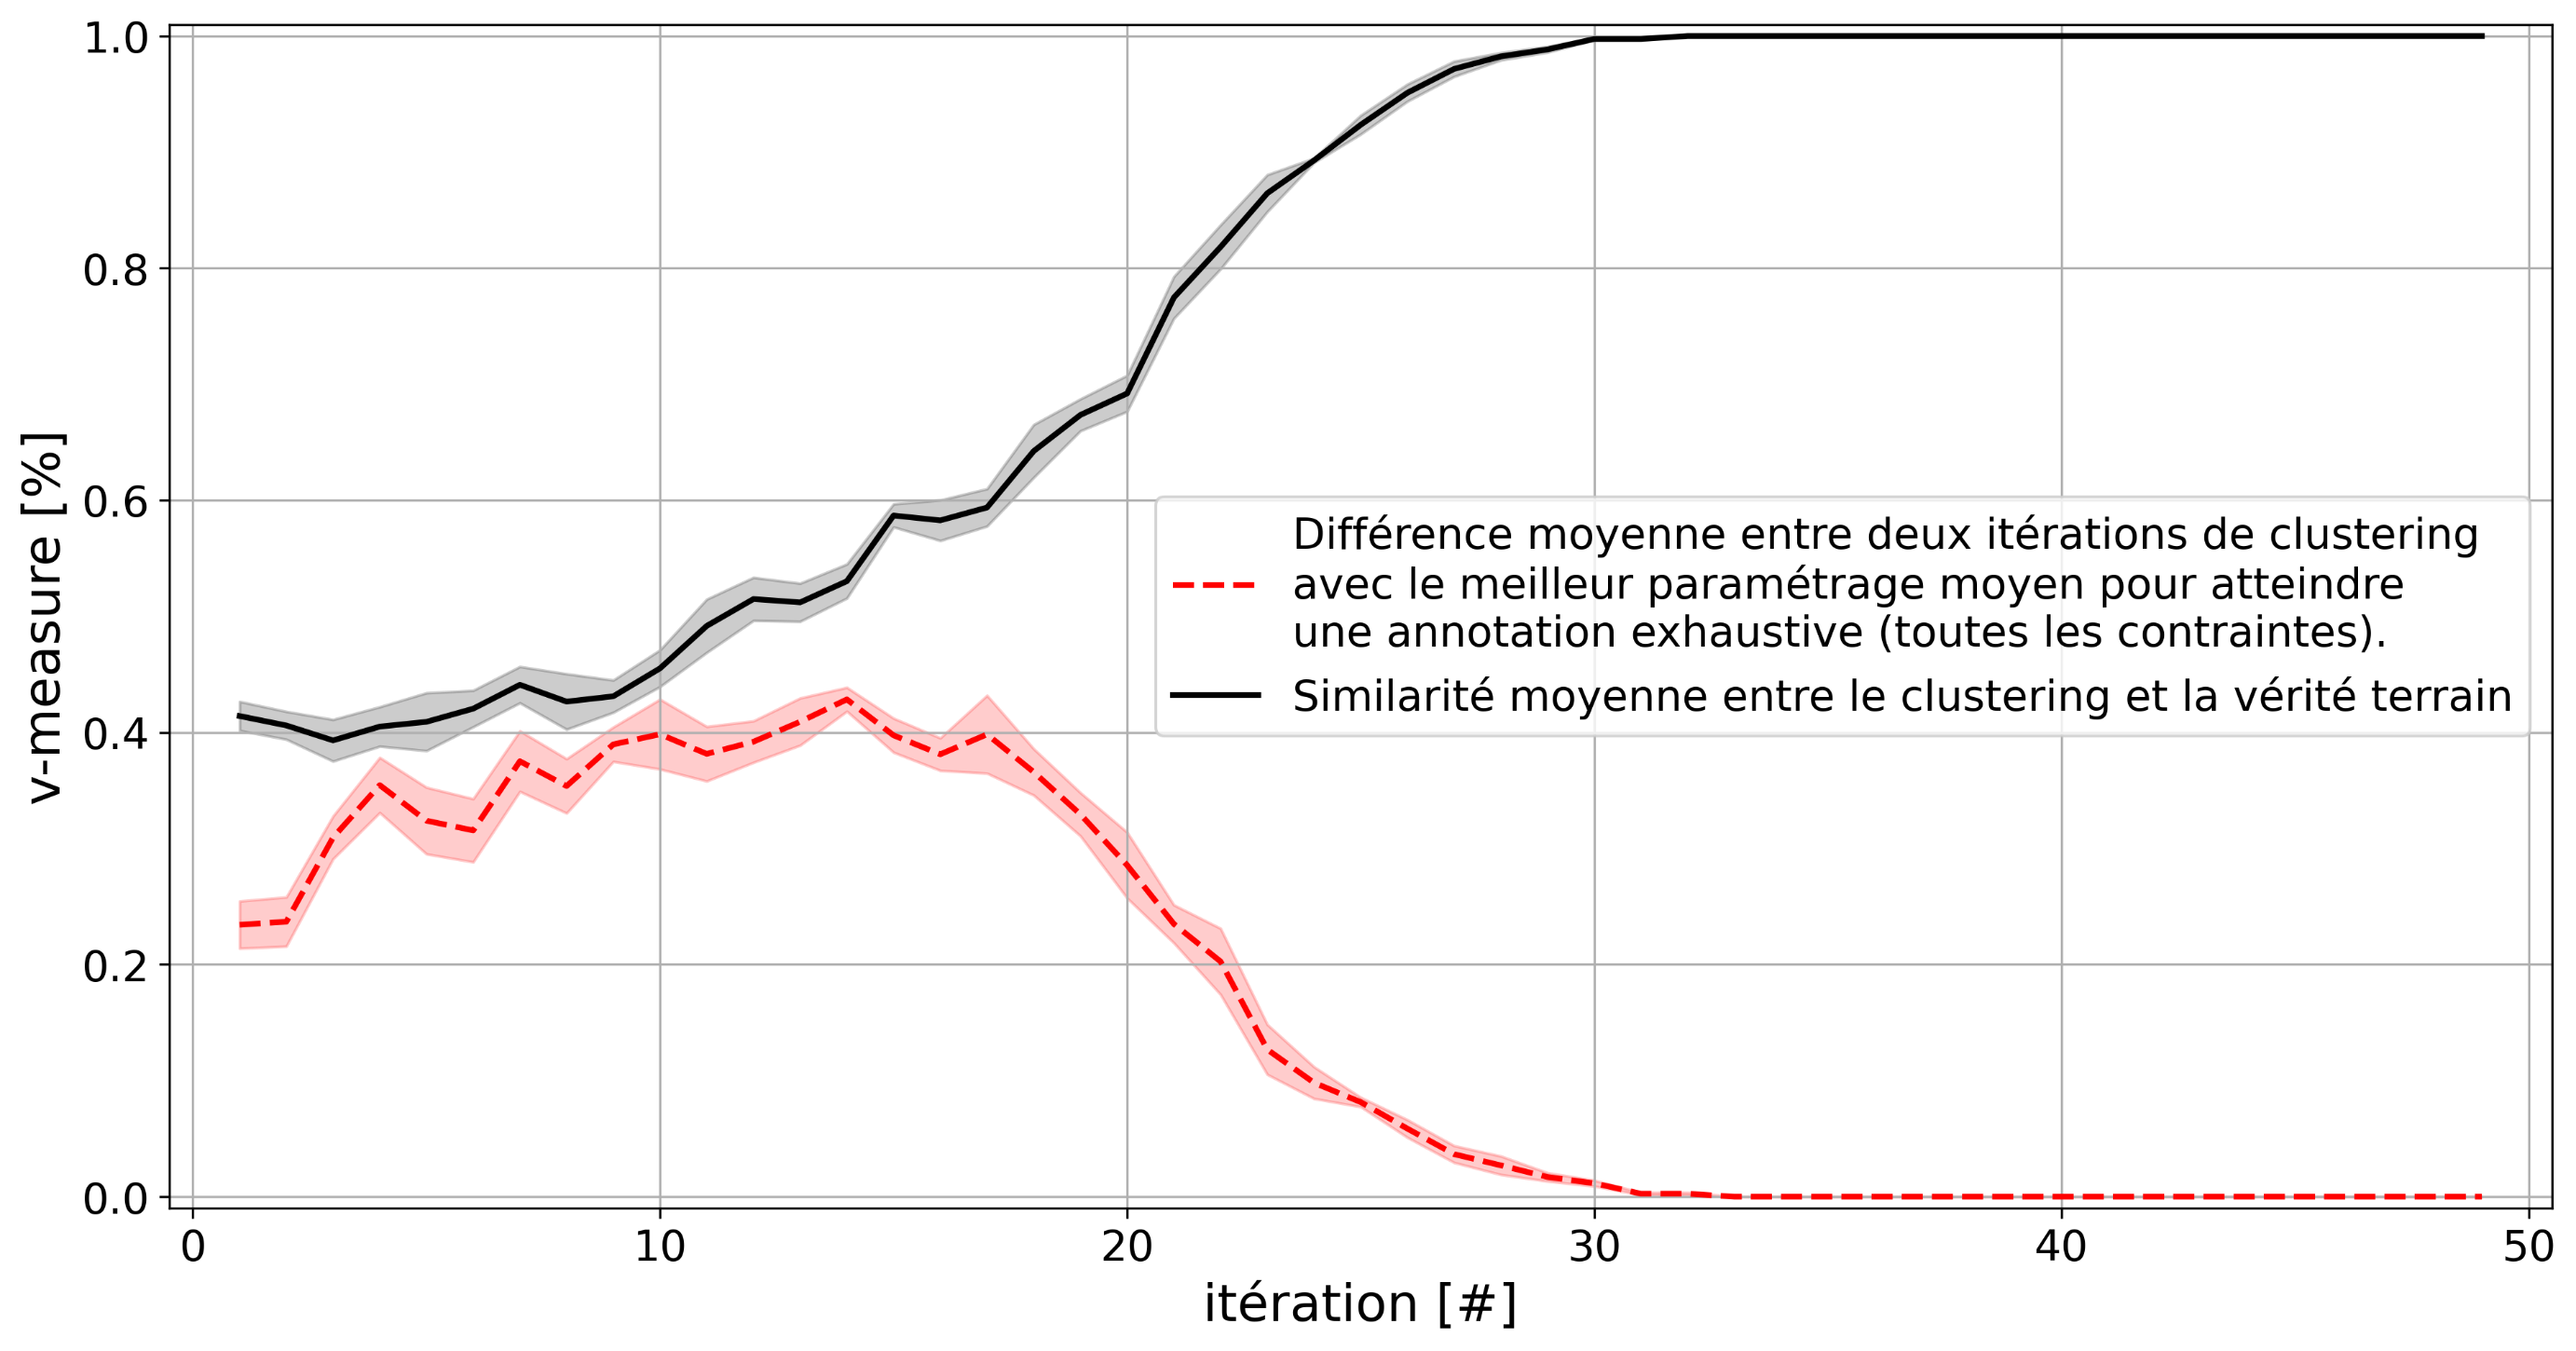 1.0
0.8
0.6
0.4
0.2
0.0
v-measure [%]
Différence moyenne entre deux itérations de clustering
avec le meilleur paramétrage moyen pour atteindre
une annotation exhaustive (toutes les contraintes).
Similarité moyenne entre le clustering et la vérité terrain
0 10 20 30 40 50
itération [#]